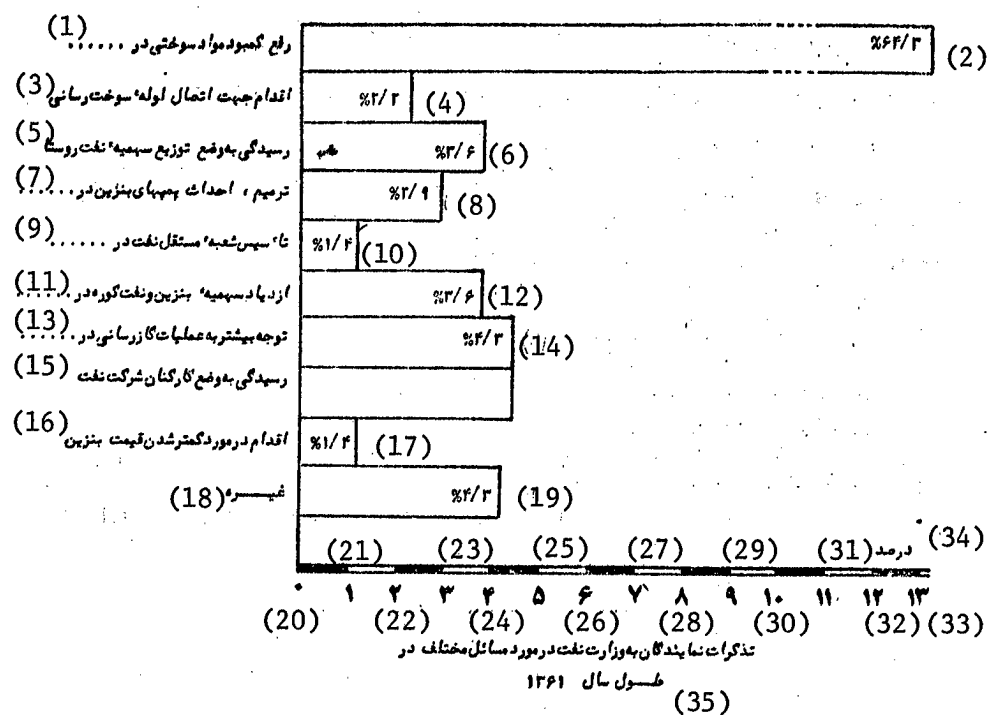 (1) رفع کمبود مواد سوختی در ...... %۶۴/۳ (2)
(3) اقدام جهت اتصال لوله‌ٔ سوخت رسانی %۲/۲ (4)
(5) رسیدگی به وضع توزیع سهمیه‌ٔ نفت روستا %۳/۶ (6)
(7) ترمیم ، احداث پمپهای بنزین در ...... %۲/۹ (8)
(9) تاٴسیس شعبه‌ٔ مستقل نفت در ...... %۱/۴ (10)
(11) ازدیاد سهمیه‌ٔ بنزین و نفت کوره در ...... %۳/۶ (12)
(13) توجه بیشتر به عملیات گازرسانی در ...... %۴/۳ (14)
(15) رسیدگی به وضع کارکنان شرکت نفت
(16) اقدام در مورد کمتر شدن قیمت بنزین %۱/۴ (17)
(18) غیره %۴/۳ (19)
(21) (23) (25) (27) (29) (31) درصد (34)
۰ ۱ ۲ ۳ ۴ ۵ ۶ ۷ ۸ ۹ ۱۰ ۱۱ ۱۲ ۱۳
(20) (22) (24) (26) (28) (30) (32) (33)
تذکرات نمایندگان به وزارت نفت در مورد مسائل مختلف در
طول سال ۱۳۶۱ (35)